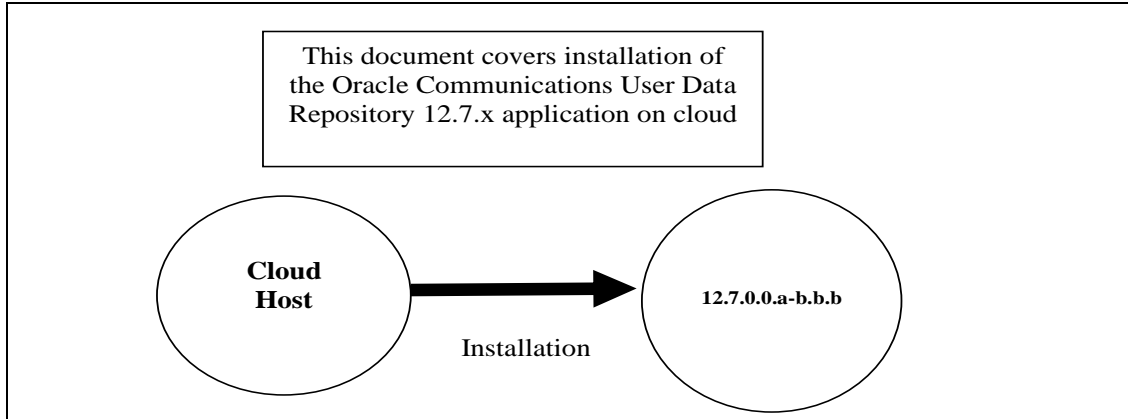 This document covers installation of
the Oracle Communications User Data
Repository 12.7.x application on cloud
Cloud
Host
12.7.0.0.a-b.b.b
Installation